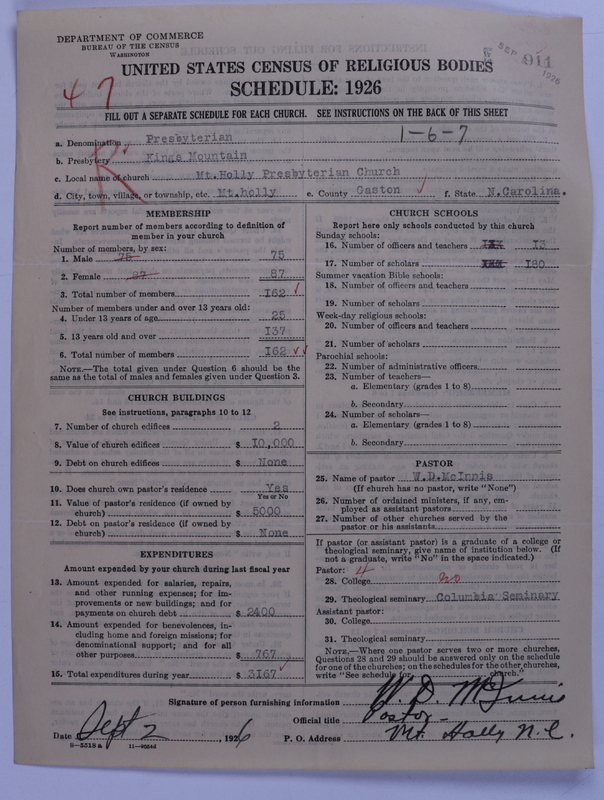 DEPARTMENT OF COMMERCE
BUREAU OF THE CENSUS
WASHINGTON
SEP 1926
911
UNITED STATES CENSUS OF RELIGIOUS BODIES
SCHEDULE: 1926
47
FILL OUT A SEPARATE SCHEDULE FOR EACH CHURCH. SEE INSTRUCTIONS ON THE BACK OF THIS SHEET
1-6-7
a. Denomination Presbyterian
b. Presbytery Kings Mountain
R
c. Local name of church Mt.Holly Presbyterian Church
d. City, town, village, or township, etc. Mt.holly e. County Gaston f. State N.Carolina.
MEMBERSHIP
Report number of members according to definition of
member in your church
Number of members, by sex:
1. Male 75 75
2. Female 87 87
3. Total number of members 162
Number of members under and over 13 years old:
4. Under 13 years of age 25
5. 13 years old and over 137
6. Total number of members 162
NOTE.—The total given under Question 6 should be
same as the total of males and females given under Question 3.
CHURCH BUILDINGS
See instructions, paragraphs 10 to 12
7. Number of church edifices 2
8. Value of church edifices $ 10,000
9. Debt on church edifices $ None
10. Does church own pastor's residence Yes
Yes or No
11. Value of pastor's residence (if owned by
church) $ 5000
12. Debt on pastor's residence (if owned by
church) $ None
EXPENDITURES
Amount expended by your church during last fiscal year
13. Amount expended for salaries, repairs,
and other running expenses; for im-
provements or new buildings; and for
payments on church debt $ 2400
14. Amount expended for benevolences, in-
cluding home and foreign missions; for
denominational support; and for all
other purposes $ 767
15. Total expenditures during year $ 3167
CHURCH SCHOOLS
Report here only schools conducted by this church
Sunday schools:
16. Number of officers and teachers 13
17. Number of scholars 180
Summer vacation Bible schools:
18. Number of officers and teachers
19. Number of scholars
Week-day religious schools:
20. Number of officers and teachers
21. Number of scholars
Parochial schools:
22. Number of administrative officers
23. Number of teachers—
a. Elementary (grades 1 to 8)
b. Secondary
24. Number of scholars—
a. Elementary (grades 1 to 8)
b. Secondary
PASTOR
25. Name of pastor W.D.McInnis
(If church has no pastor, write "None")
26. Number of ordained ministers, if any, em-
ployed as assistant pastors
27. Number of other churches served by the
pastor or his assistants
If pastor (or assistant pastor) is a graduate of a college or
theological seminary, give name of institution below. (If
not a graduate, write "No" in the space indicated.)
Pastor: 4
28. College no
29. Theological seminary Columbia Seminary
Assistant pastor:
30. College
31. Theological seminary
NOTE.—Where one pastor serves two or more churches,
Questions 28 and 29 should be answered only on the schedule
for one of the churches; on the schedules for the other churches,
write "See schedule for church."
Signature of person furnishing information W. D. McInnis
Official title Pastor
Date Sept 2, 1926 P. O. Address Mt. Holly N.C.
8-5518 a